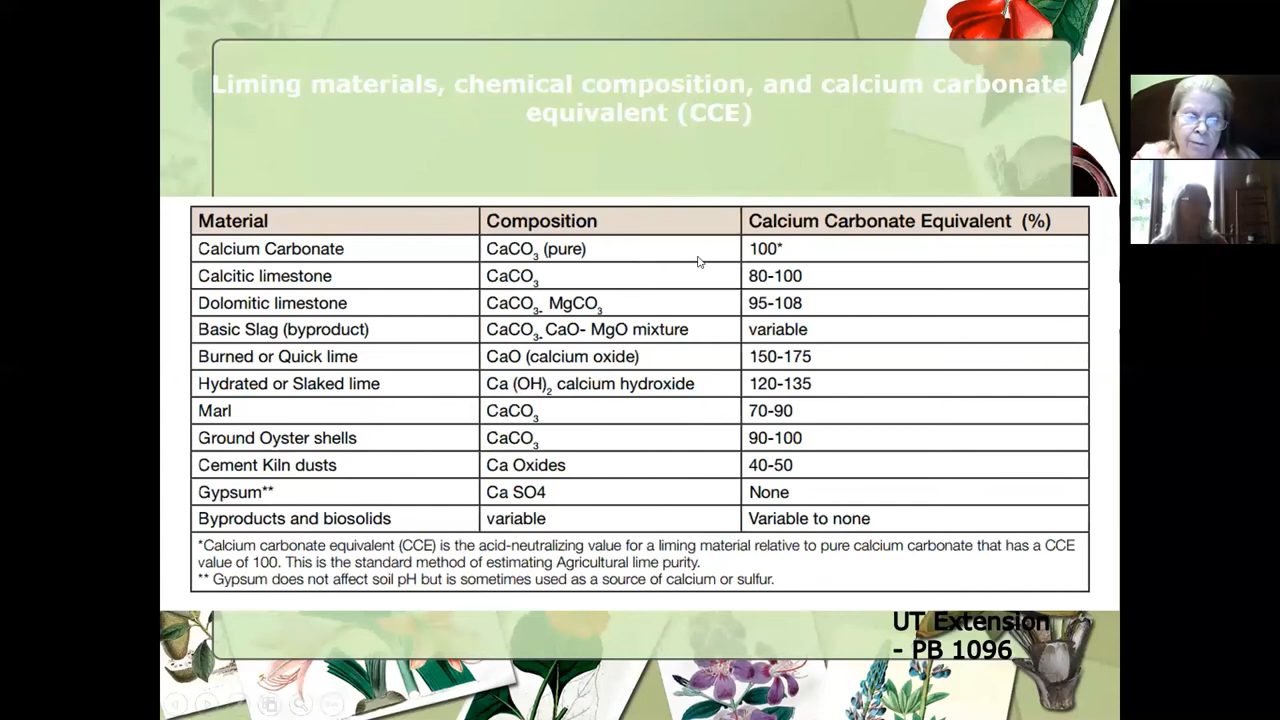 Liming materials, chemical composition, and calcium carbonate
equivalent (CCE)
Material Composition Calcium Carbonate Equivalent (%)
Calcium Carbonate CaCO3 (pure) 100*
Calcitic limestone CaCO3 80-100
Dolomitic limestone CaCO3- MgCO3 95-108
Basic Slag (byproduct) CaCO3- CaO- MgO mixture variable
Burned or Quick lime CaO (calcium oxide) 150-175
Hydrated or Slaked lime Ca (OH)2 calcium hydroxide 120-135
Marl CaCO3 70-90
Ground Oyster shells CaCO3 90-100
Cement Kiln dusts Ca Oxides 40-50
Gypsum** Ca SO4 None
Byproducts and biosolids variable Variable to none
*Calcium carbonate equivalent (CCE) is the acid-neutralizing value for a liming material relative to pure calcium carbonate that has a CCE
value of 100. This is the standard method of estimating Agricultural lime purity.
** Gypsum does not affect soil pH but is sometimes used as a source of calcium or sulfur.
UT Extension
- PB 1096